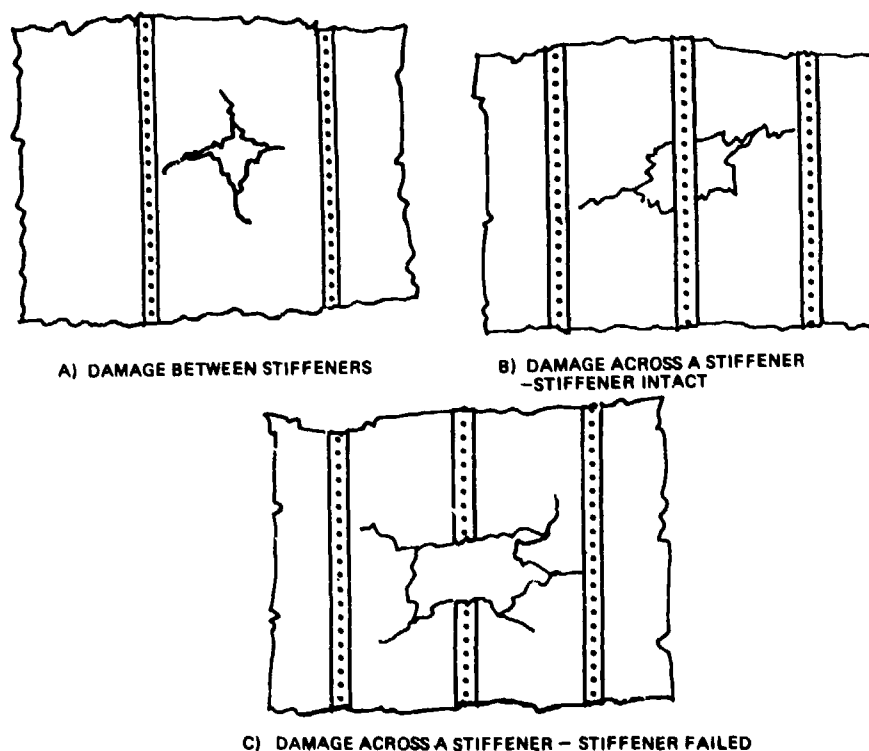 A) DAMAGE BETWEEN STIFFENERS
B) DAMAGE ACROSS A STIFFENER
–STIFFENER INTACT
C) DAMAGE ACROSS A STIFFENER – STIFFENER FAILED